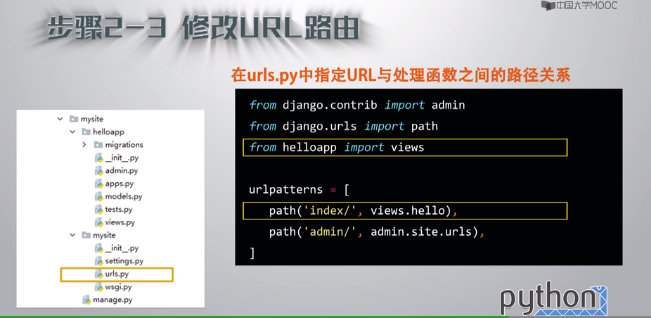 中国大学MOOC
步骤2-3 修改URL路由
在urls.py中指定URL与处理函数之间的路径关系
mysite
helloapp
migrations
__init__.py
admin.py
apps.py
models.py
tests.py
views.py
mysite
__init__.py
settings.py
urls.py
wsgi.py
manage.py
from django.contrib import admin
from django.urls import path
from helloapp import views
urlpatterns = [
path('index/', views.hello),
path('admin/', admin.site.urls),
]
python